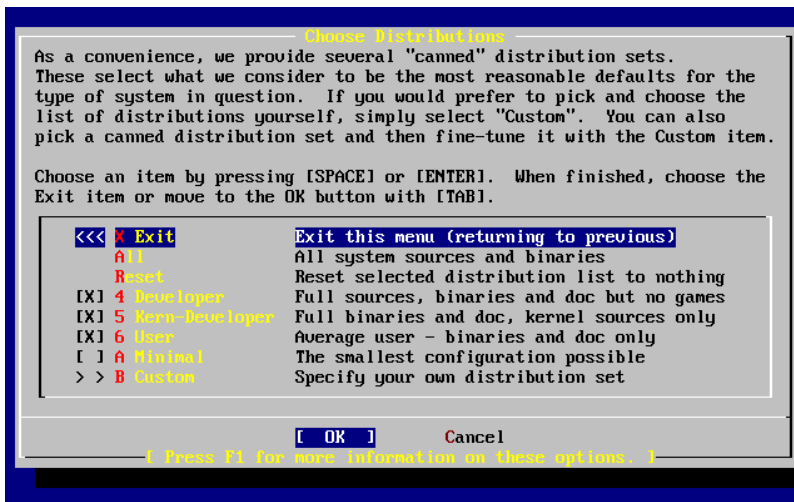 Choose Distributions
As a convenience, we provide several "canned" distribution sets.
These select what we consider to be the most reasonable defaults for the
type of system in question.  If you would prefer to pick and choose the
list of distributions yourself, simply select "Custom".  You can also
pick a canned distribution set and then fine-tune it with the Custom item.
Choose an item by pressing [SPACE] or [ENTER].  When finished, choose the
Exit item or move to the OK button with [TAB].
<<< X Exit Exit this menu (returning to previous)
All All system sources and binaries
Reset Reset selected distribution list to nothing
[X] 4 Developer Full sources, binaries and doc but no games
[X] 5 Kern-Developer Full binaries and doc, kernel sources only
[X] 6 User Average user - binaries and doc only
[ ] A Minimal The smallest configuration possible
> > B Custom Specify your own distribution set
[ OK ] Cancel
[ Press F1 for more information on these options. ]